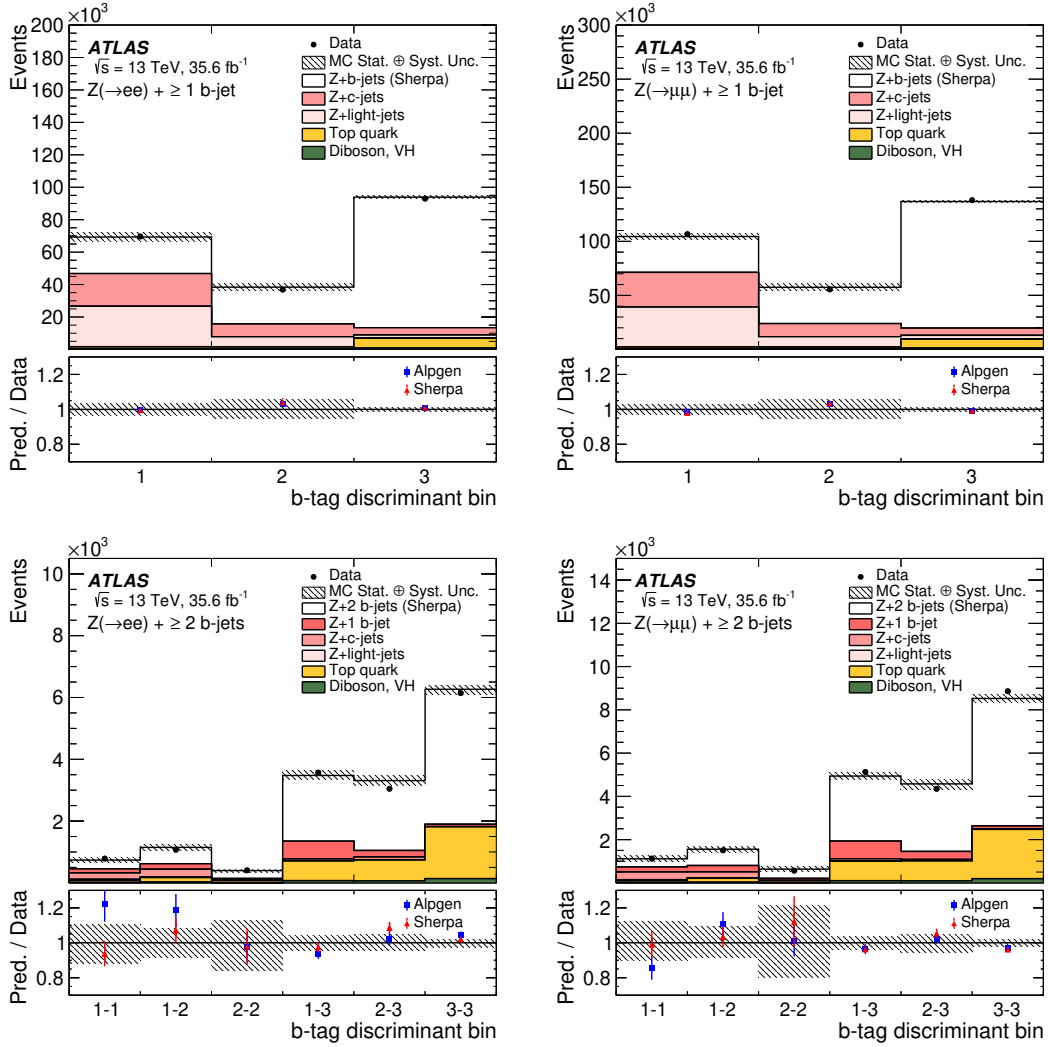 ×10³
Events
200
180
160
140
120
100
80
60
40
20
ATLAS
√s = 13 TeV, 35.6 fb⁻¹
Z(→ee) + ≥ 1 b-jet
Data
MC Stat. ⊕ Syst. Unc.
Z+b-jets (Sherpa)
Z+c-jets
Z+light-jets
Top quark
Diboson, VH
Pred. / Data
1.2
1
0.8
Alpgen
Sherpa
1 2 3
b-tag discriminant bin
×10³
Events
300
250
200
150
100
50
ATLAS
√s = 13 TeV, 35.6 fb⁻¹
Z(→μμ) + ≥ 1 b-jet
Data
MC Stat. ⊕ Syst. Unc.
Z+b-jets (Sherpa)
Z+c-jets
Z+light-jets
Top quark
Diboson, VH
Pred. / Data
1.2
1
0.8
Alpgen
Sherpa
1 2 3
b-tag discriminant bin
×10³
Events
10
8
6
4
2
ATLAS
√s = 13 TeV, 35.6 fb⁻¹
Z(→ee) + ≥ 2 b-jets
Data
MC Stat. ⊕ Syst. Unc.
Z+2 b-jets (Sherpa)
Z+1 b-jet
Z+c-jets
Z+light-jets
Top quark
Diboson, VH
Pred. / Data
1.2
1
0.8
Alpgen
Sherpa
1-1 1-2 2-2 1-3 2-3 3-3
b-tag discriminant bin
×10³
Events
14
12
10
8
6
4
2
ATLAS
√s = 13 TeV, 35.6 fb⁻¹
Z(→μμ) + ≥ 2 b-jets
Data
MC Stat. ⊕ Syst. Unc.
Z+2 b-jets (Sherpa)
Z+1 b-jet
Z+c-jets
Z+light-jets
Top quark
Diboson, VH
Pred. / Data
1.2
1
0.8
Alpgen
Sherpa
1-1 1-2 2-2 1-3 2-3 3-3
b-tag discriminant bin